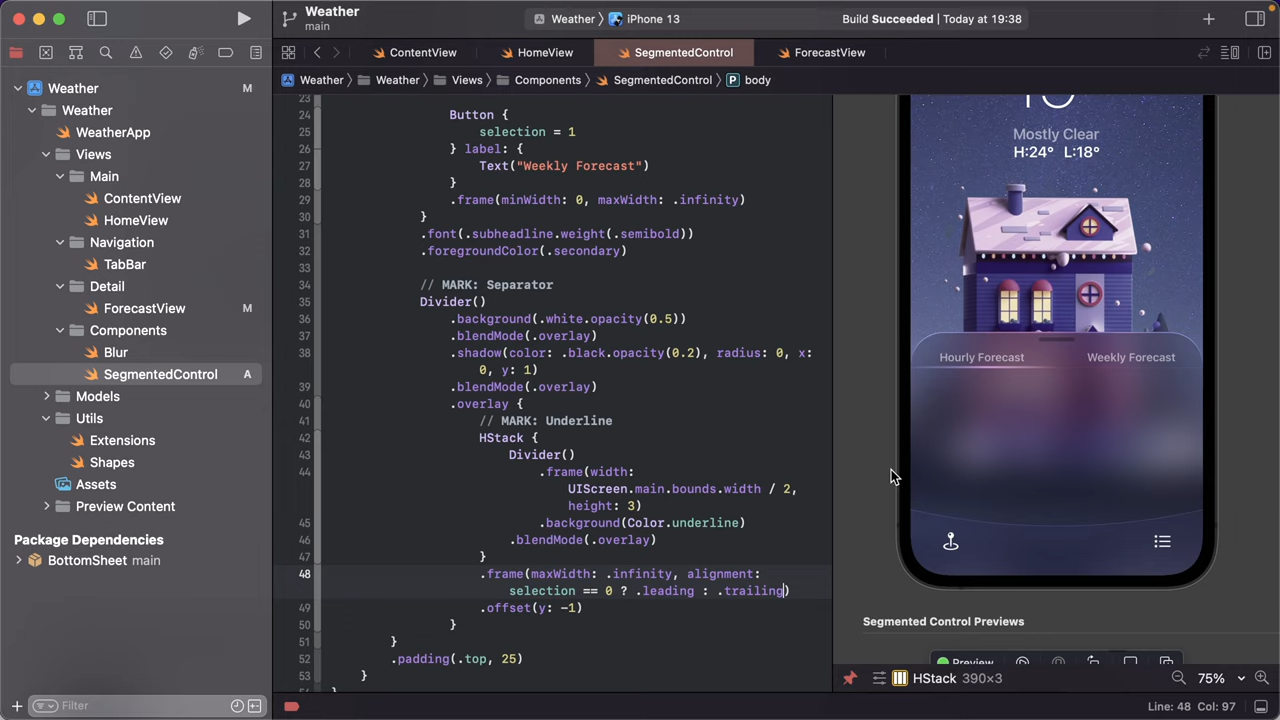 Weather
main
Weather
iPhone 13
Build Succeeded | Today at 19:38
ContentView
HomeView
SegmentedControl
ForecastView
Weather
Weather
Views
Components
SegmentedControl
P
body
Weather
M
Weather
WeatherApp
Views
Main
ContentView
HomeView
Navigation
TabBar
Detail
ForecastView
M
Components
Blur
SegmentedControl
A
Models
Utils
Extensions
Shapes
Assets
Preview Content
Package Dependencies
BottomSheet main
Filter
23
24 Button {
25 selection = 1
26 } label: {
27 Text("Weekly Forecast")
28 }
29 .frame(minWidth: 0, maxWidth: .infinity)
30 }
31 .font(.subheadline.weight(.semibold))
32 .foregroundColor(.secondary)
33
34 // MARK: Separator
35 Divider()
36 .background(.white.opacity(0.5))
37 .blendMode(.overlay)
38 .shadow(color: .black.opacity(0.2), radius: 0, x:
0, y: 1)
39 .blendMode(.overlay)
40 .overlay {
41 // MARK: Underline
42 HStack {
43 Divider()
44 .frame(width:
UIScreen.main.bounds.width / 2,
height: 3)
45 .background(Color.underline)
46 .blendMode(.overlay)
47 }
48 .frame(maxWidth: .infinity, alignment:
selection == 0 ? .leading : .trailing)
49 .offset(y: -1)
50 }
51 }
52 .padding(.top, 25)
53 }
Mostly Clear
H:24° L:18°
Hourly Forecast
Weekly Forecast
Segmented Control Previews
Preview
HStack 390×3
75%
Line: 48 Col: 97